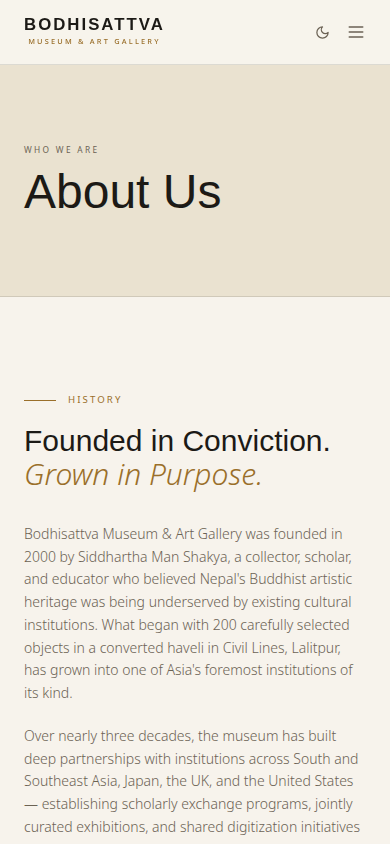 BODHISATTVA
MUSEUM & ART GALLERY
WHO WE ARE
About Us
HISTORY
Founded in Conviction.
Grown in Purpose.
Bodhisattva Museum & Art Gallery was founded in
2000 by Siddhartha Man Shakya, a collector, scholar,
and educator who believed Nepal's Buddhist artistic
heritage was being underserved by existing cultural
institutions. What began with 200 carefully selected
objects in a converted haveli in Civil Lines, Lalitpur,
has grown into one of Asia's foremost institutions of
its kind.
Over nearly three decades, the museum has built
deep partnerships with institutions across South and
Southeast Asia, Japan, the UK, and the United States
— establishing scholarly exchange programs, jointly
curated exhibitions, and shared digitization initiatives